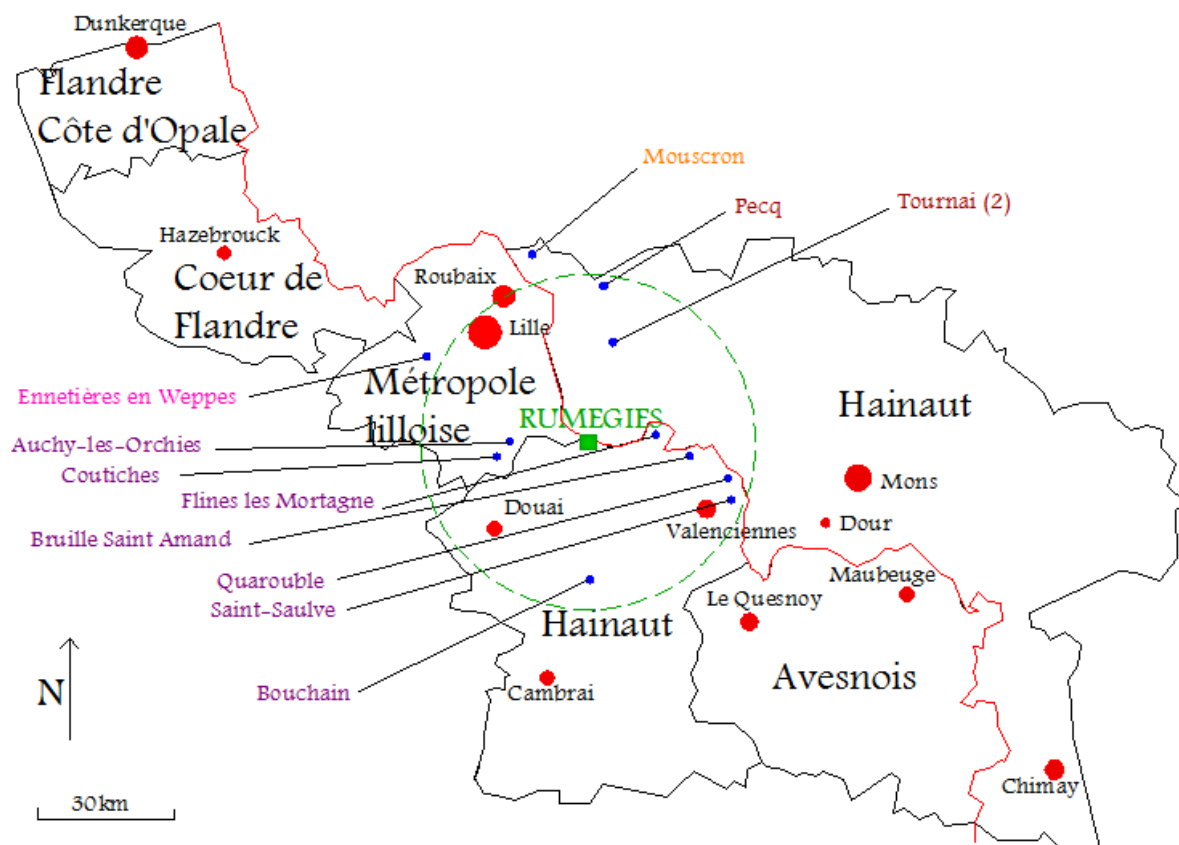 Dunkerque
Flandre
Côte d'Opale
Mouscron
Pecq
Tournai (2)
Hazebrouck
Coeur de
Flandre
Roubaix
Lille
Ennetières en Weppes
Métropole
lilloise
Hainaut
RUMEGIES
Auchy-les-Orchies
Coutiches
Flines les Mortagne
Mons
Douai
Valenciennes
Dour
Bruille Saint Amand
Quarouble
Saint-Saulve
Maubeuge
Le Quesnoy
Hainaut
N
Bouchain
Cambrai
Avesnois
Chimay
30km